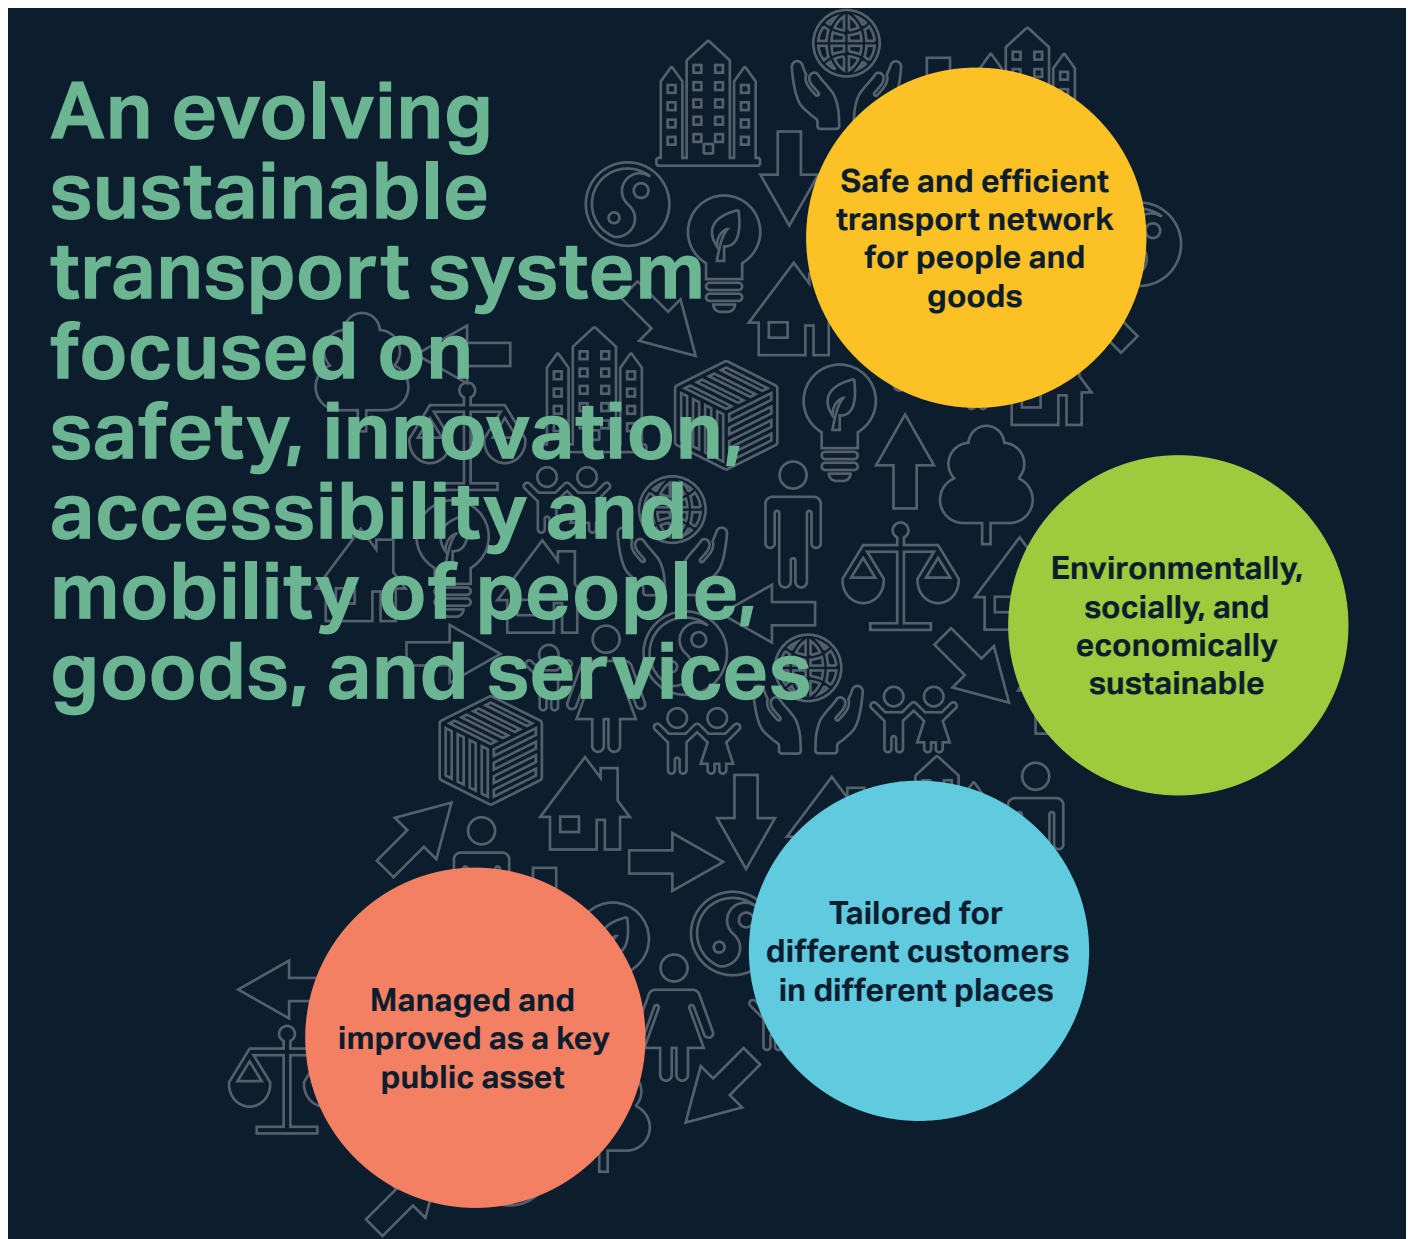 An evolving
sustainable
transport system
focused on
safety, innovation,
accessibility and
mobility of people,
goods, and services
Safe and efficient
transport network
for people and
goods
Environmentally,
socially, and
economically
sustainable
Tailored for
different customers
in different places
Managed and
improved as a key
public asset